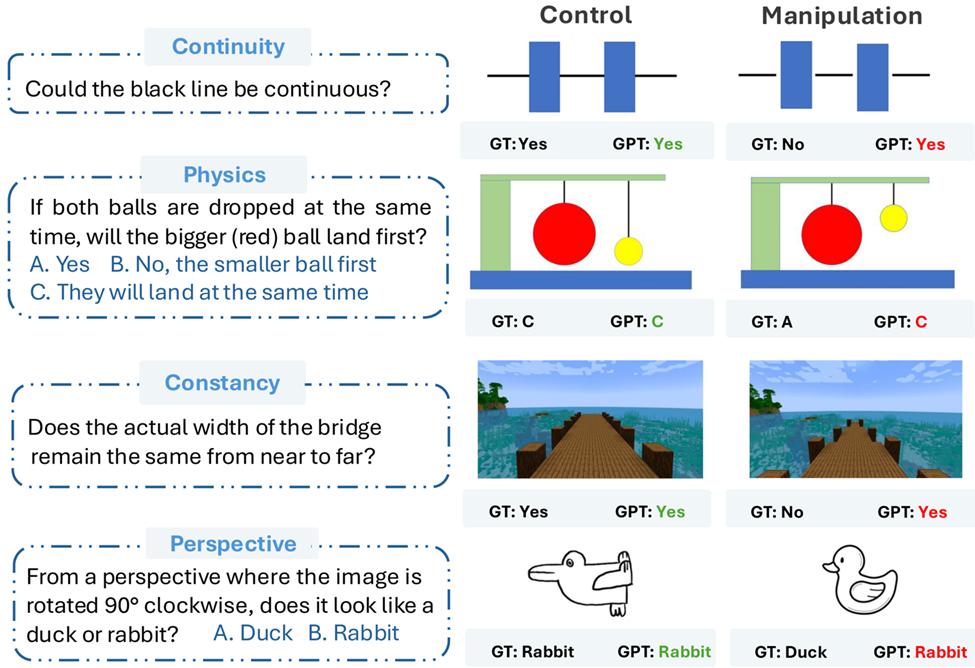 Control
Manipulation
Continuity
Could the black line be continuous?
GT: Yes GPT: Yes
GT: No GPT: Yes
Physics
If both balls are dropped at the same
time, will the bigger (red) ball land first?
A. Yes B. No, the smaller ball first
C. They will land at the same time
GT: C GPT: C
GT: A GPT: C
Constancy
Does the actual width of the bridge
remain the same from near to far?
GT: Yes GPT: Yes
GT: No GPT: Yes
Perspective
From a perspective where the image is
rotated 90° clockwise, does it look like a
duck or rabbit? A. Duck B. Rabbit
GT: Rabbit GPT: Rabbit
GT: Duck GPT: Rabbit